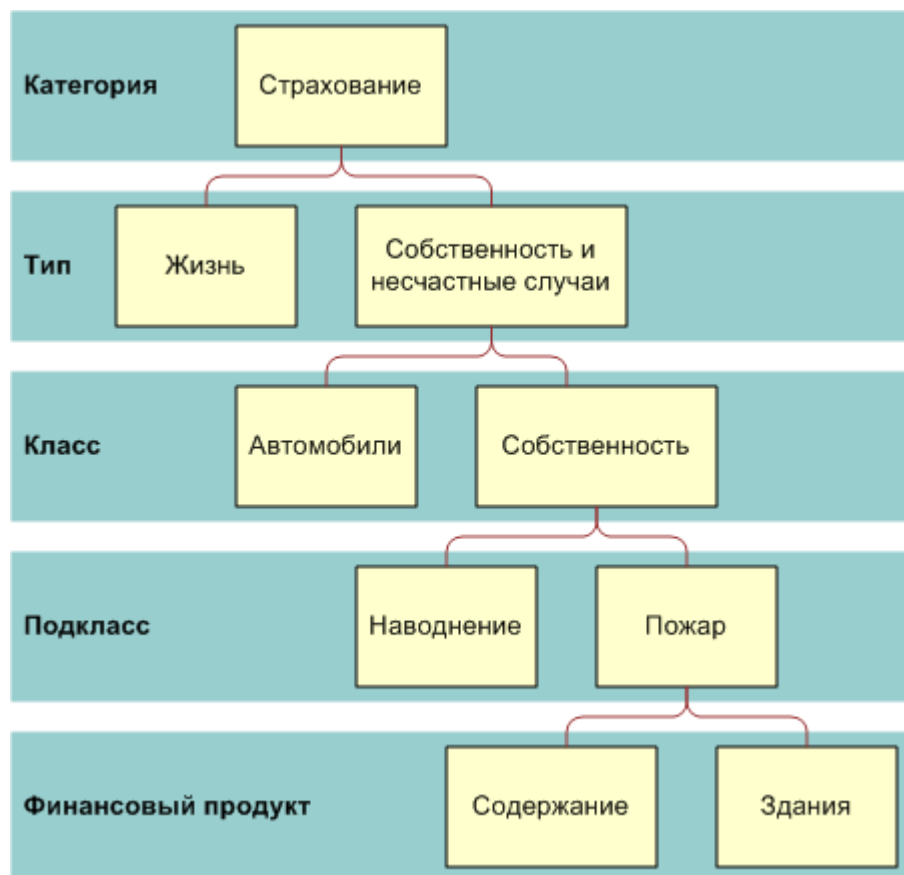 Категория
Страхование
Тип
Жизнь
Собственность и
несчастные случаи
Класс
Автомобили
Собственность
Подкласс
Наводнение
Пожар
Финансовый продукт
Содержание
Здания